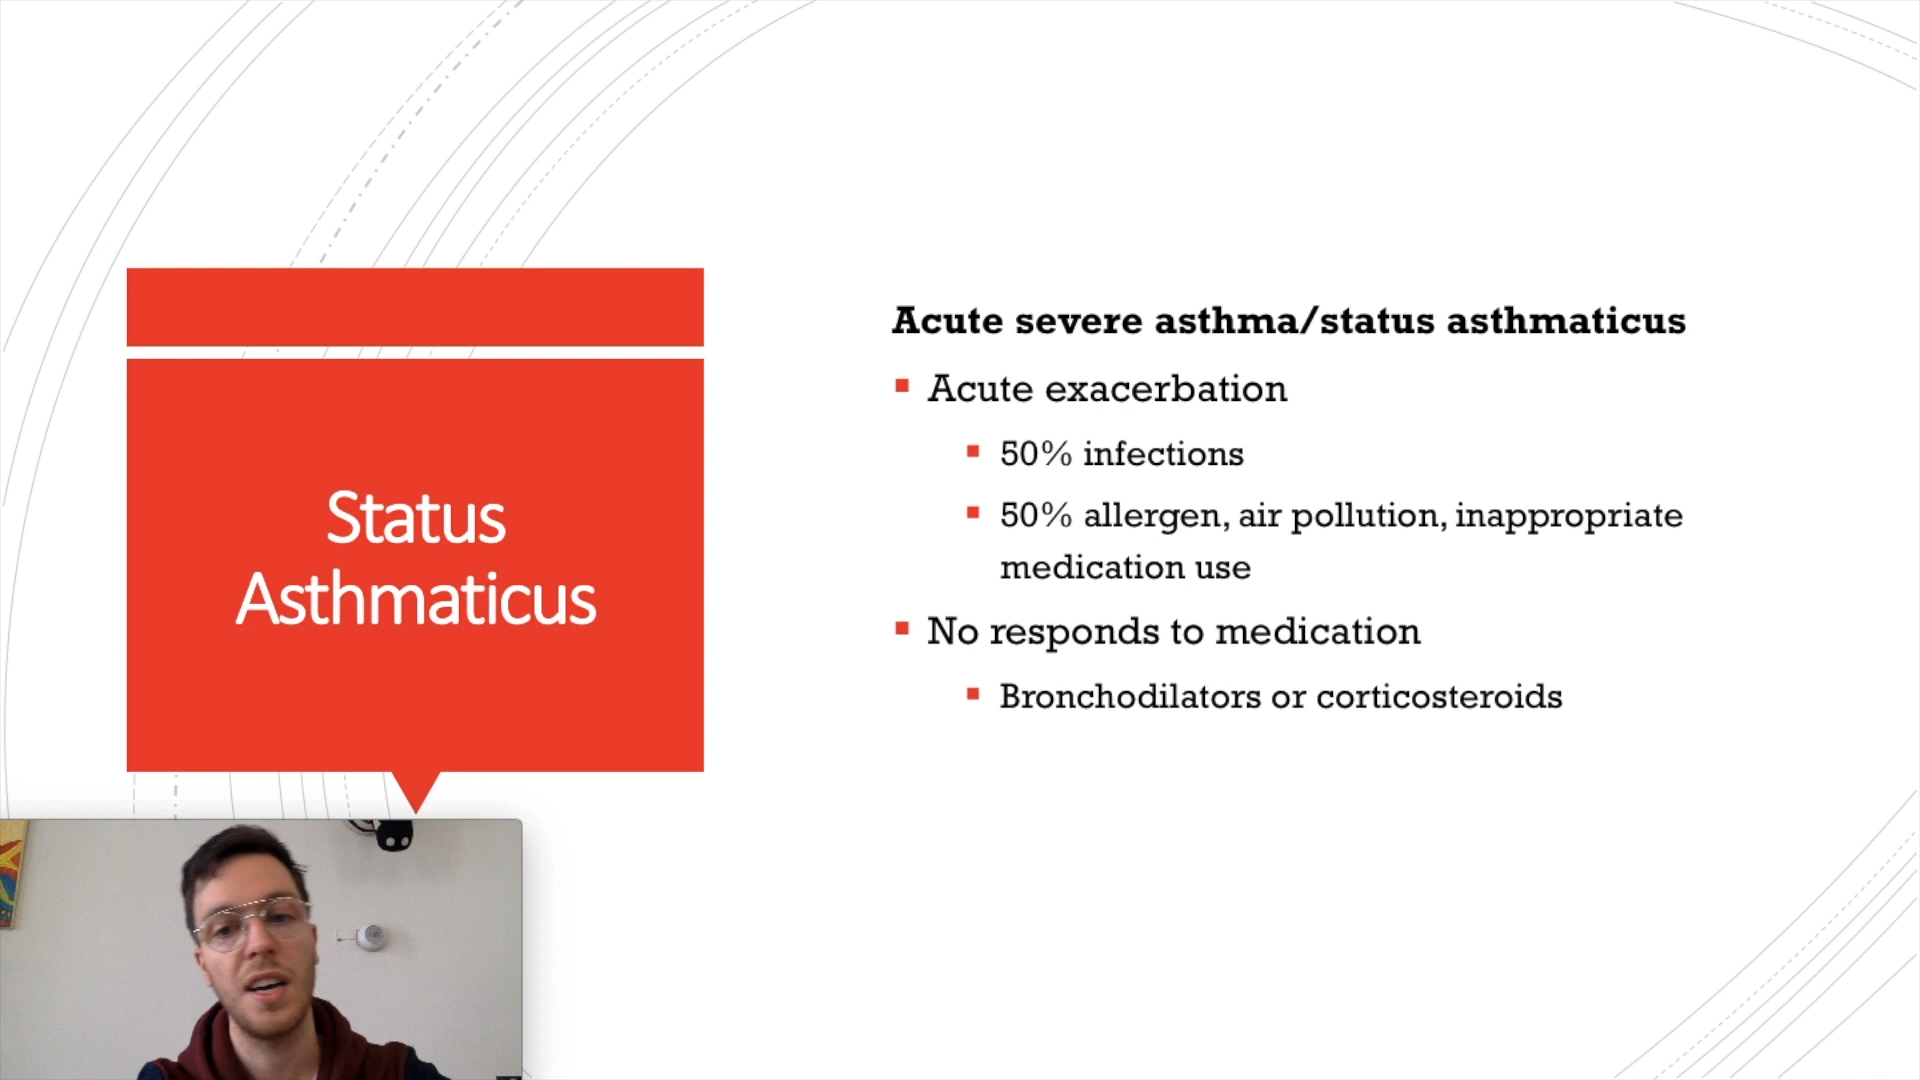 Status
Asthmaticus
Acute severe asthma/status asthmaticus
Acute exacerbation
50% infections
50% allergen, air pollution, inappropriate
medication use
No responds to medication
Bronchodilators or corticosteroids